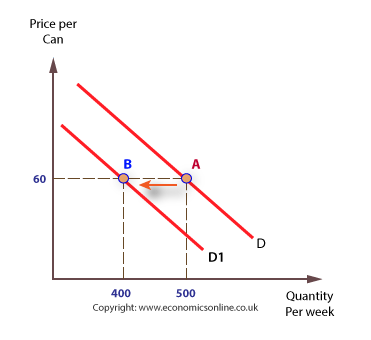 Price per
Can
B
A
60
D
D1
400
500
Quantity
Per week
Copyright: www.economicsonline.co.uk